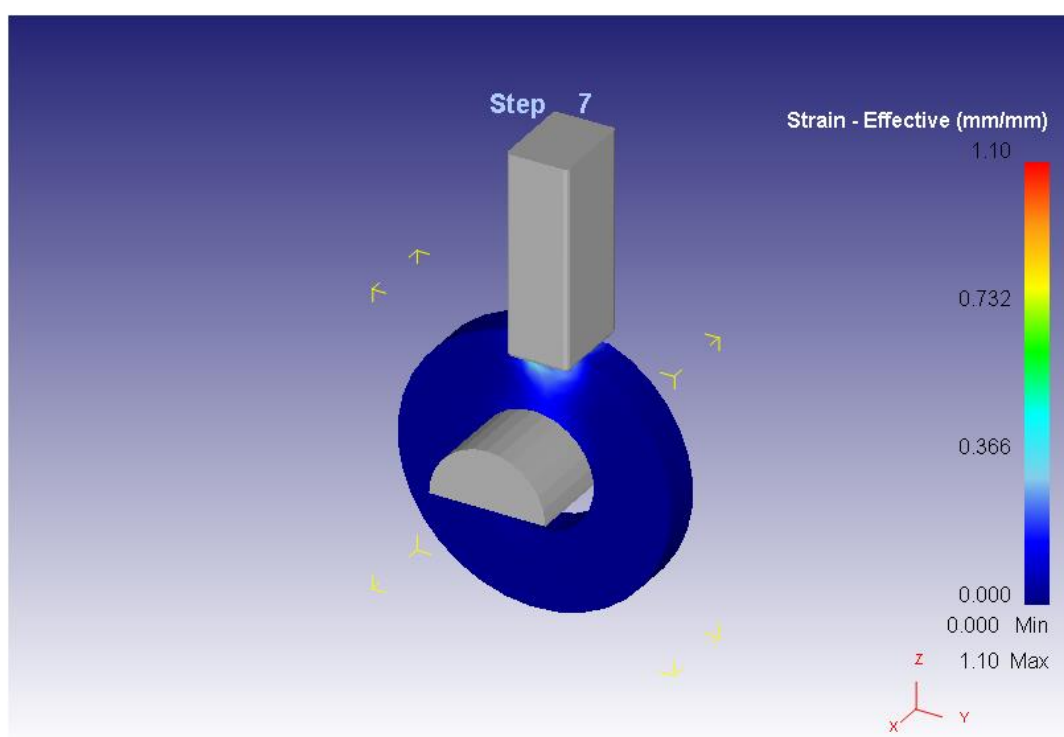 Step 7
Strain - Effective (mm/mm)
1.10
0.732
0.366
0.000
0.000 Min
1.10 Max
Z
X Y